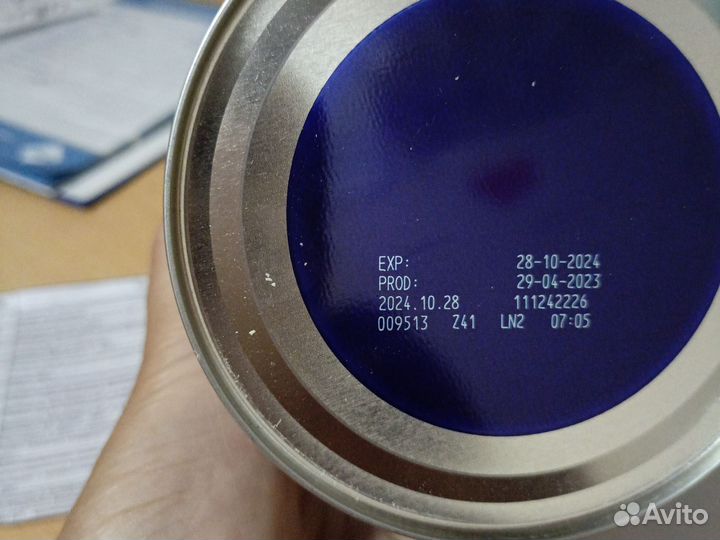 EXP: 28-10-2024
PROD: 29-04-2023
2024.10.28 111242226
009513 Z41 LN2 07:05
Avito